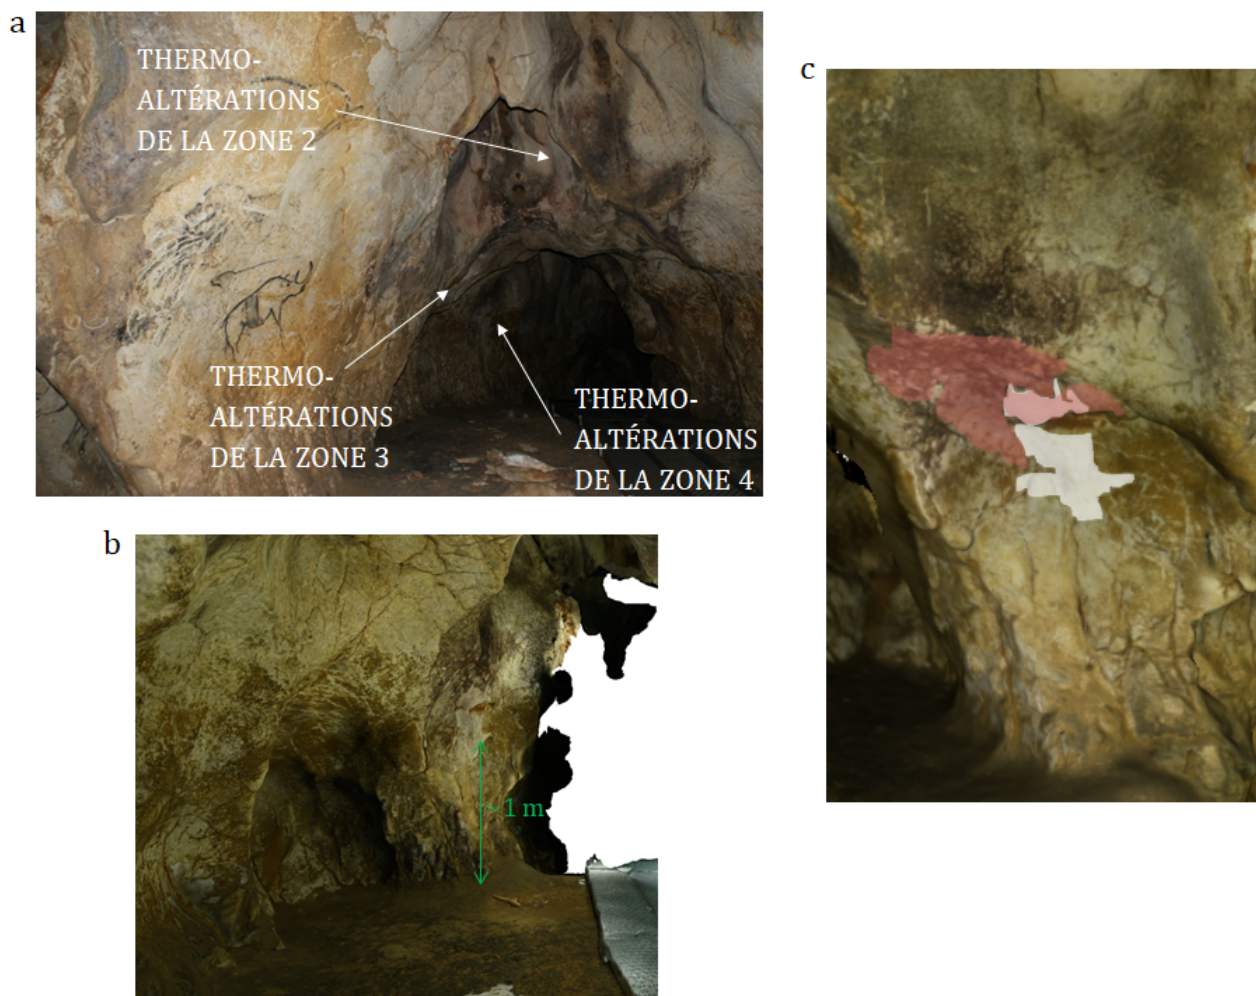 a
THERMO-
ALTÉRATIONS
DE LA ZONE 2
THERMO-
ALTÉRATIONS
DE LA ZONE 3
THERMO-
ALTÉRATIONS
DE LA ZONE 4
b
~1 m
c